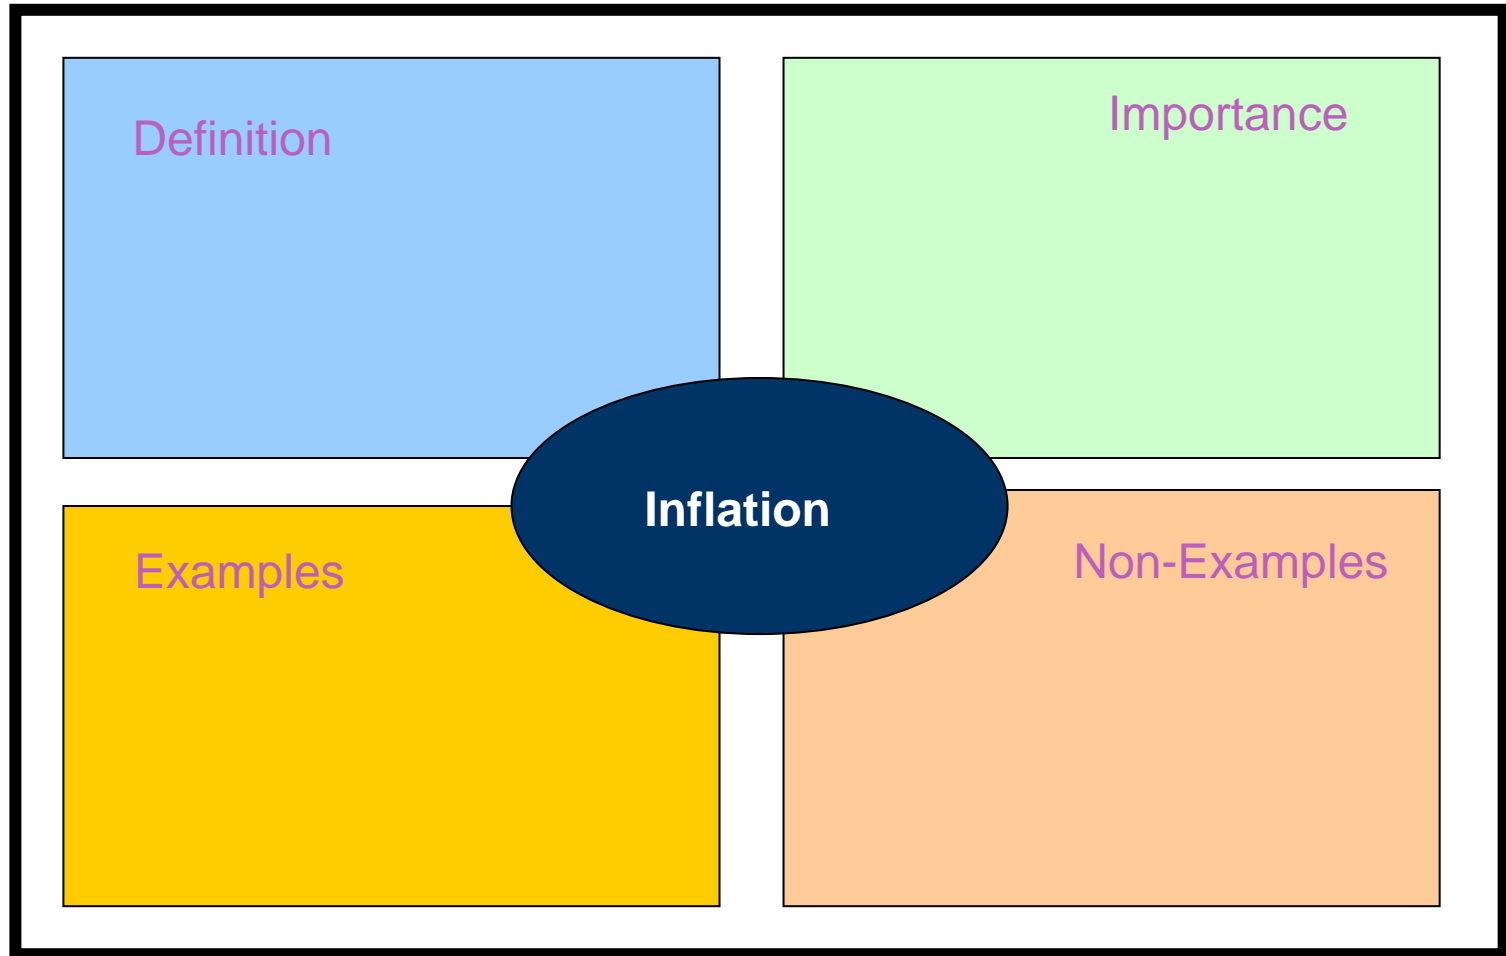 Definition
Importance
Inflation
Examples
Non-Examples